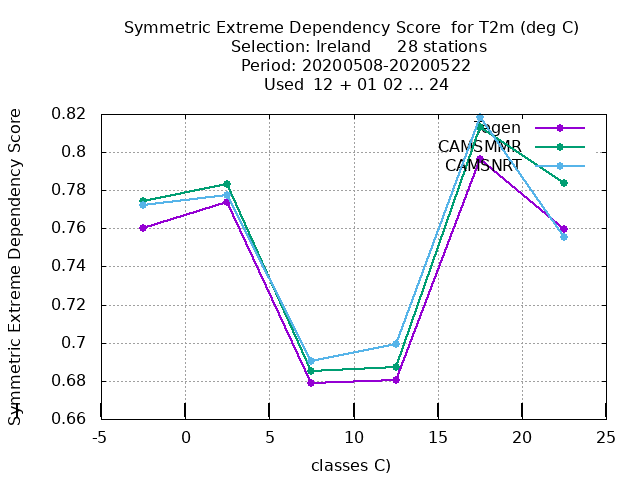 Symmetric Extreme Dependency Score for T2m (deg C)
Selection: Ireland 28 stations
Period: 20200508-20200522
Used 12 + 01 02 ... 24
Symmetric Extreme Dependency Score
0.82
0.8
0.78
0.76
0.74
0.72
0.7
0.68
0.66
Tegen
CAMSMMR
CAMSNRT
-5
0
5
10
15
20
25
classes C)